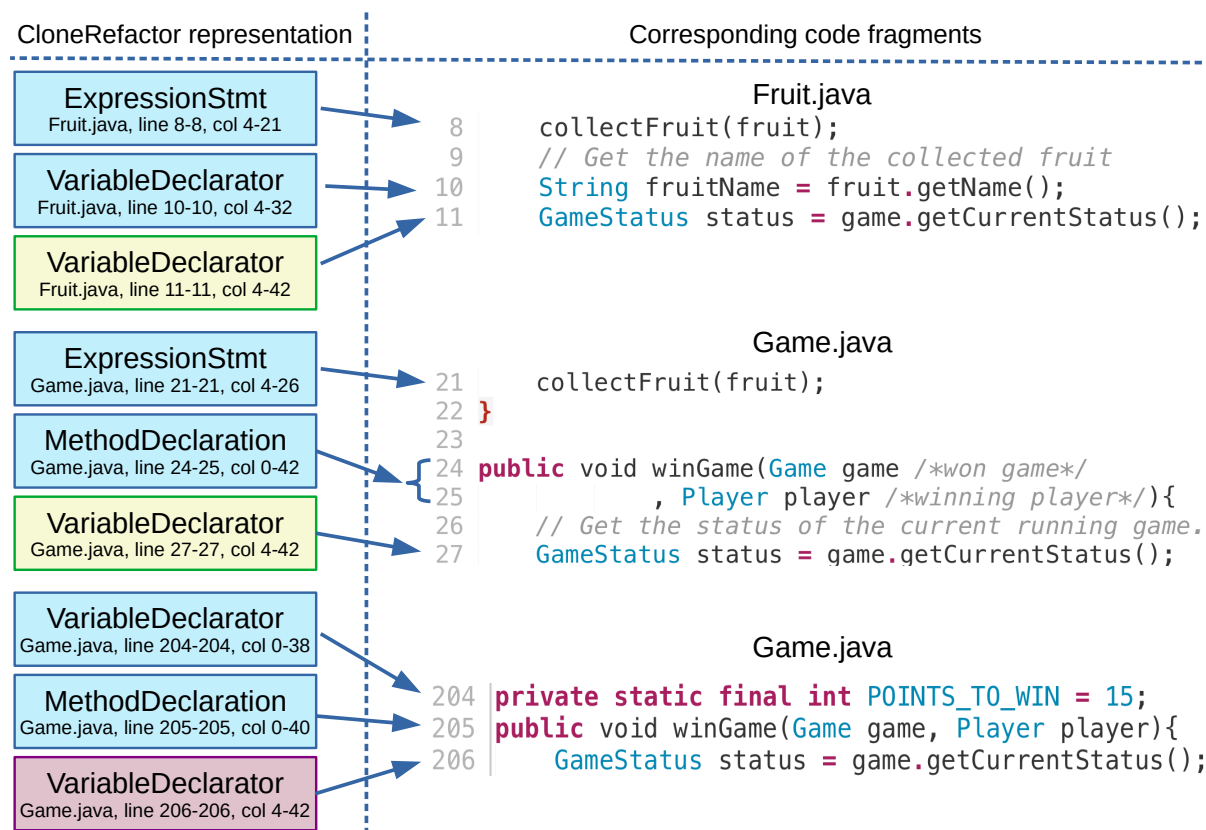 CloneRefactor representation
Corresponding code fragments
ExpressionStmt
Fruit.java, line 8-8, col 4-21
VariableDeclarator
Fruit.java, line 10-10, col 4-32
VariableDeclarator
Fruit.java, line 11-11, col 4-42
Fruit.java
8 collectFruit(fruit);
9 // Get the name of the collected fruit
10 String fruitName = fruit.getName();
11 GameStatus status = game.getCurrentStatus();
ExpressionStmt
Game.java, line 21-21, col 4-26
MethodDeclaration
Game.java, line 24-25, col 0-42
VariableDeclarator
Game.java, line 27-27, col 4-42
Game.java
21 collectFruit(fruit);
22 }
23
24 public void winGame(Game game /*won game*/
25 , Player player /*winning player*/){
26 // Get the status of the current running game.
27 GameStatus status = game.getCurrentStatus();
VariableDeclarator
Game.java, line 204-204, col 0-38
MethodDeclaration
Game.java, line 205-205, col 0-40
VariableDeclarator
Game.java, line 206-206, col 4-42
Game.java
204 private static final int POINTS_TO_WIN = 15;
205 public void winGame(Game game, Player player){
206 GameStatus status = game.getCurrentStatus();